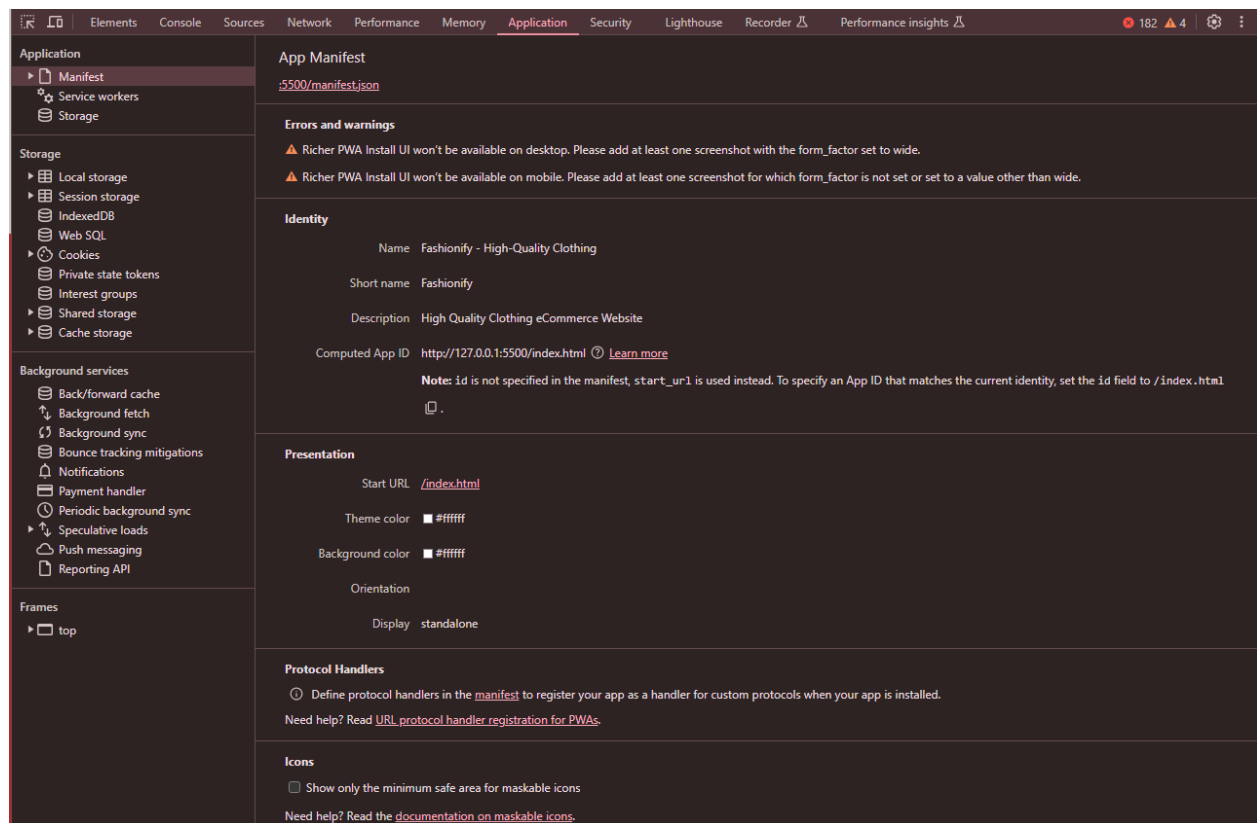 Elements Console Sources Network Performance Memory Application Security Lighthouse Recorder Performance insights 182 4
Application
Manifest
Service workers
Storage
Storage
Local storage
Session storage
IndexedDB
Web SQL
Cookies
Private state tokens
Interest groups
Shared storage
Cache storage
Background services
Back/forward cache
Background fetch
Background sync
Bounce tracking mitigations
Notifications
Payment handler
Periodic background sync
Speculative loads
Push messaging
Reporting API
Frames
top
App Manifest
:5500/manifest.json
Errors and warnings
Richer PWA Install UI won't be available on desktop. Please add at least one screenshot with the form_factor set to wide.
Richer PWA Install UI won't be available on mobile. Please add at least one screenshot for which form_factor is not set or set to a value other than wide.
Identity
Name Fashionify - High-Quality Clothing
Short name Fashionify
Description High Quality Clothing eCommerce Website
Computed App ID http://127.0.0.1:5500/index.html Learn more
Note: id is not specified in the manifest, start_url is used instead. To specify an App ID that matches the current identity, set the id field to /index.html
.
Presentation
Start URL /index.html
Theme color #ffffff
Background color #ffffff
Orientation
Display standalone
Protocol Handlers
Define protocol handlers in the manifest to register your app as a handler for custom protocols when your app is installed.
Need help? Read URL protocol handler registration for PWAs.
Icons
Show only the minimum safe area for maskable icons
Need help? Read the documentation on maskable icons.